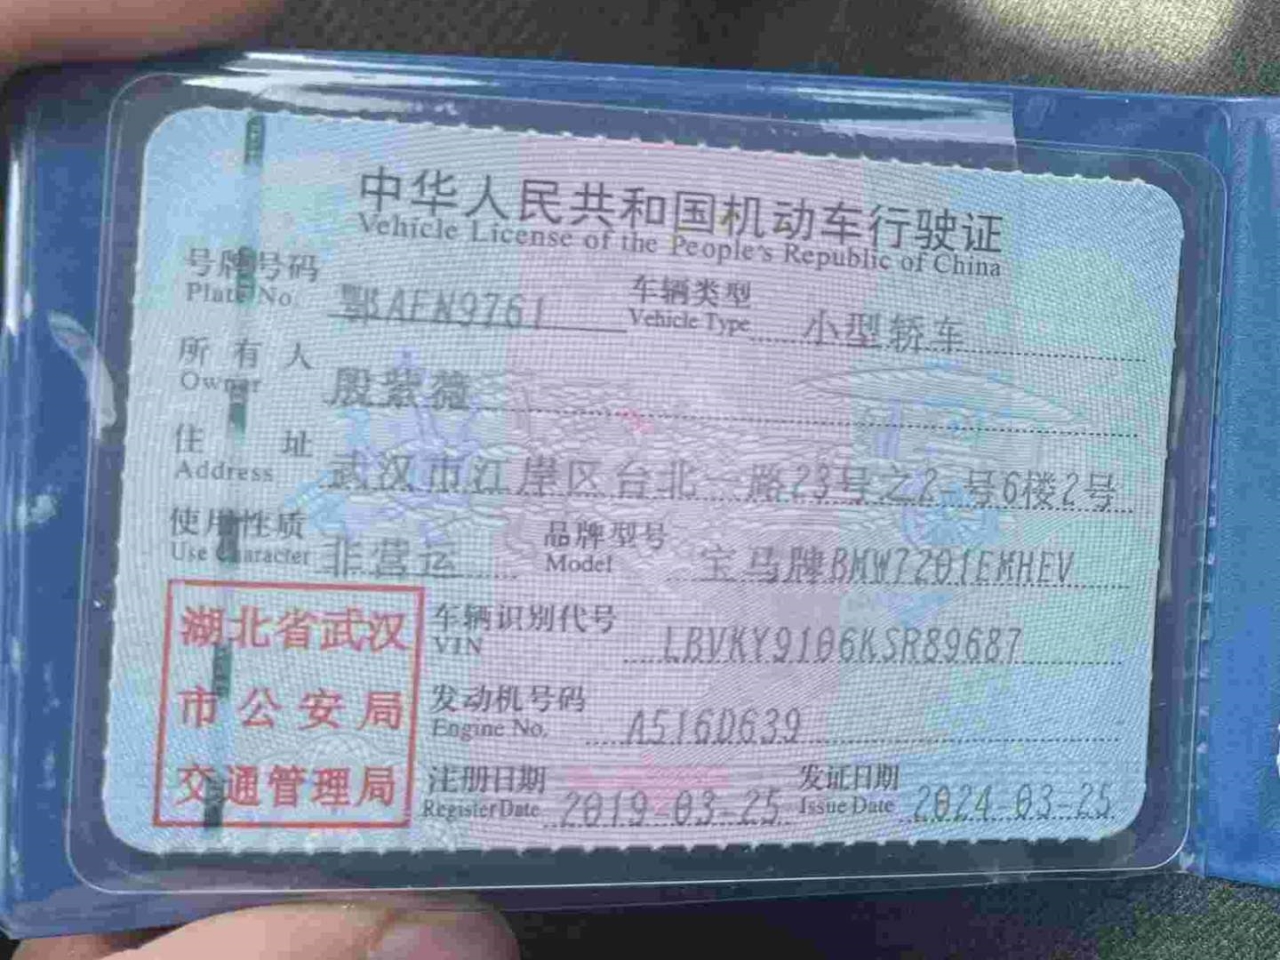 中华人民共和国机动车行驶证
Vehicle License of the People's Republic of China
号牌号码 鄂AFN9761 车辆类型 小型轿车
Plate No. Vehicle Type
所有人 殷紫薇
Owner
住址 武汉市江岸区台北一路23号之2-号6楼2号
Address
使用性质 非营运 品牌型号 宝马牌BMW7201EMHEV
Use Character Model
湖北省武汉
市公安局
交通管理局
车辆识别代号 LBVKY9106KSR89687
VIN
发动机号码 A516D639
Engine No.
注册日期 2019-03-25 发证日期 2024-03-25
Register Date Issue Date